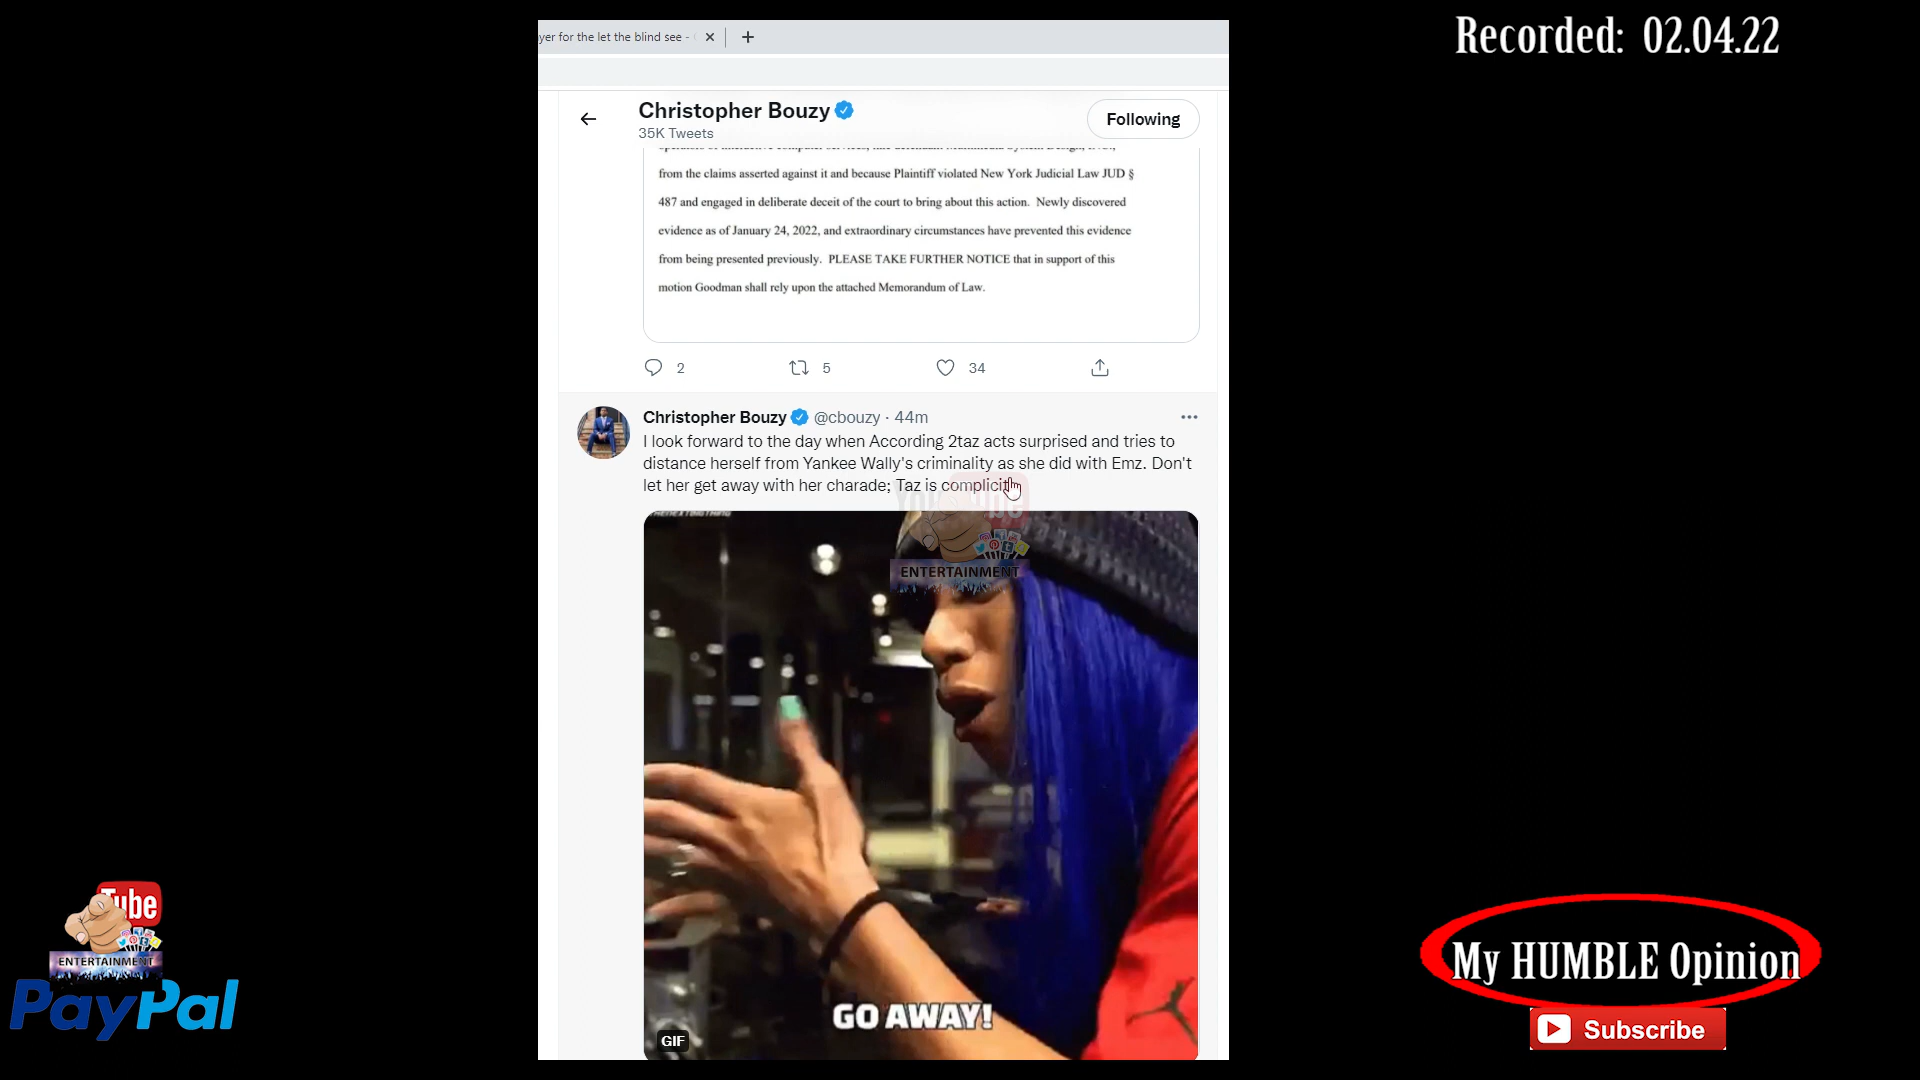 Recorded: 02.04.22
yer for the let the blind see -
Christopher Bouzy
35K Tweets
Following
from the claims asserted against it and because Plaintiff violated New York Judicial Law JUD §
487 and engaged in deliberate deceit of the court to bring about this action. Newly discovered
evidence as of January 24, 2022, and extraordinary circumstances have prevented this evidence
from being presented previously. PLEASE TAKE FURTHER NOTICE that in support of this
motion Goodman shall rely upon the attached Memorandum of Law.
2 5 34
Christopher Bouzy @cbouzy · 44m
I look forward to the day when According 2taz acts surprised and tries to
distance herself from Yankee Wally's criminality as she did with Emz. Don't
let her get away with her charade; Taz is complicit
YouTube
ENTERTAINMENT
GO AWAY!
GIF
Tube
ENTERTAINMENT
PayPal
My HUMBLE Opinion
Subscribe